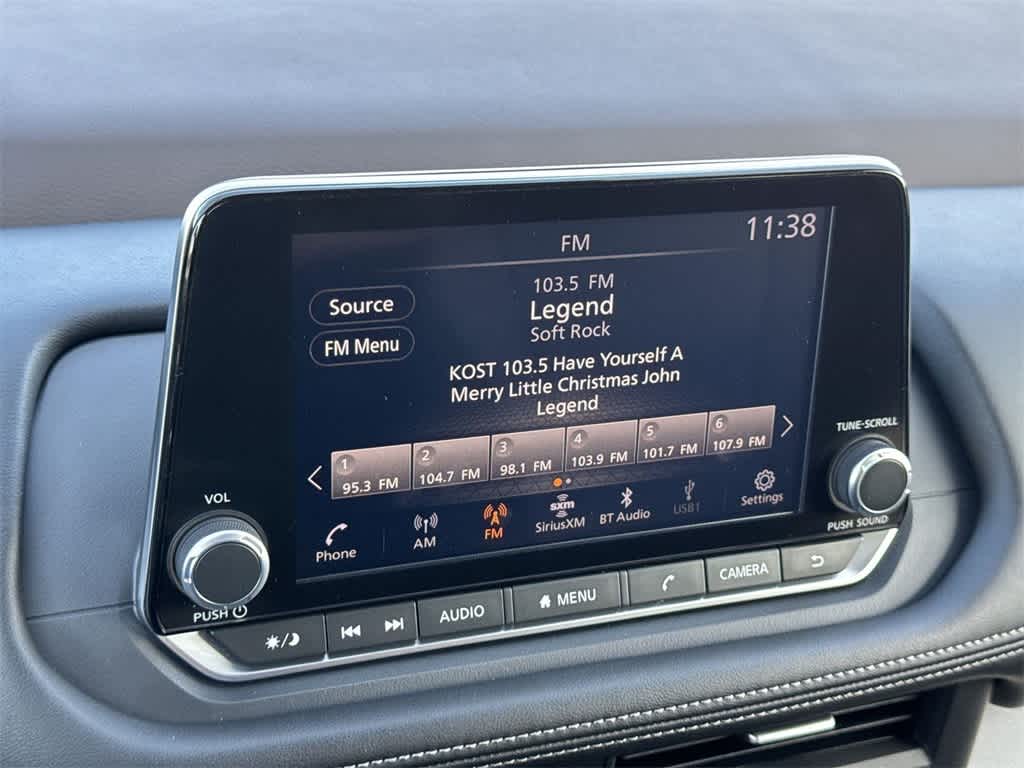 FM
11:38
103.5 FM
Legend
Soft Rock
Source
FM Menu
KOST 103.5 Have Yourself A
Merry Little Christmas John
Legend
1 95.3 FM
2 104.7 FM
3 98.1 FM
4 103.9 FM
5 101.7 FM
6 107.9 FM
Phone
AM
FM
sxm
SiriusXM
BT Audio
USB1
Settings
VOL
PUSH
TUNE·SCROLL
PUSH SOUND
AUDIO
MENU
CAMERA